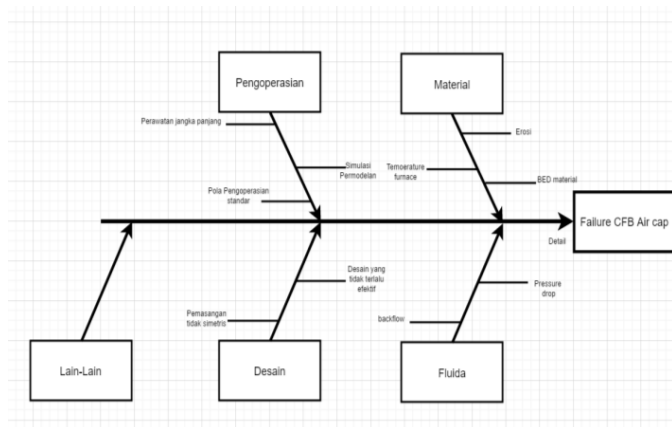 Pengoperasian
Material
Perawatan jangka panjang
Erosi
Simulasi
Permodelan
Temoerature
furnace
BED material
Pola Pengoperasian
standar
Failure CFB Air cap
Detail
Desain yang
tidak terlalu
efektif
Pressure
drop
Pemasangan
tidak simetris
backflow
Lain-Lain
Desain
Fluida